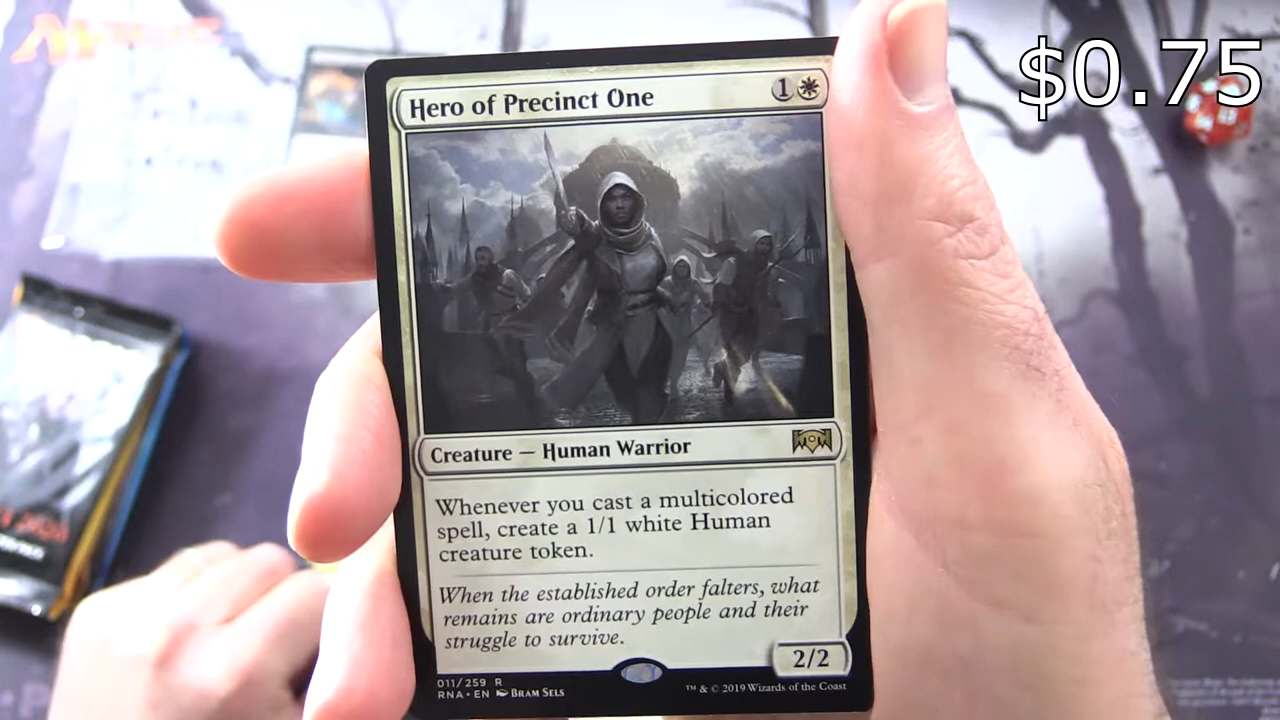 $0.75
Hero of Precinct One
1
Creature — Human Warrior
Whenever you cast a multicolored
spell, create a 1/1 white Human
creature token.
When the established order falters, what
remains are ordinary people and their
struggle to survive.
2/2
011/259 R
RNA • EN Bram Sels
™ & © 2019 Wizards of the Coast